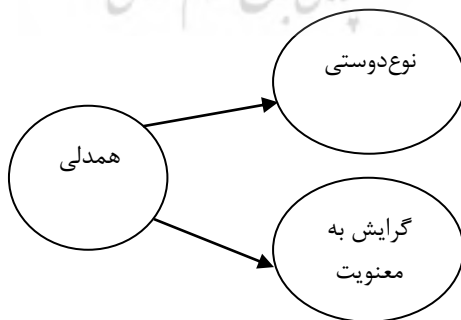 نوع‌دوستی
همدلی
گرایش به
معنویت